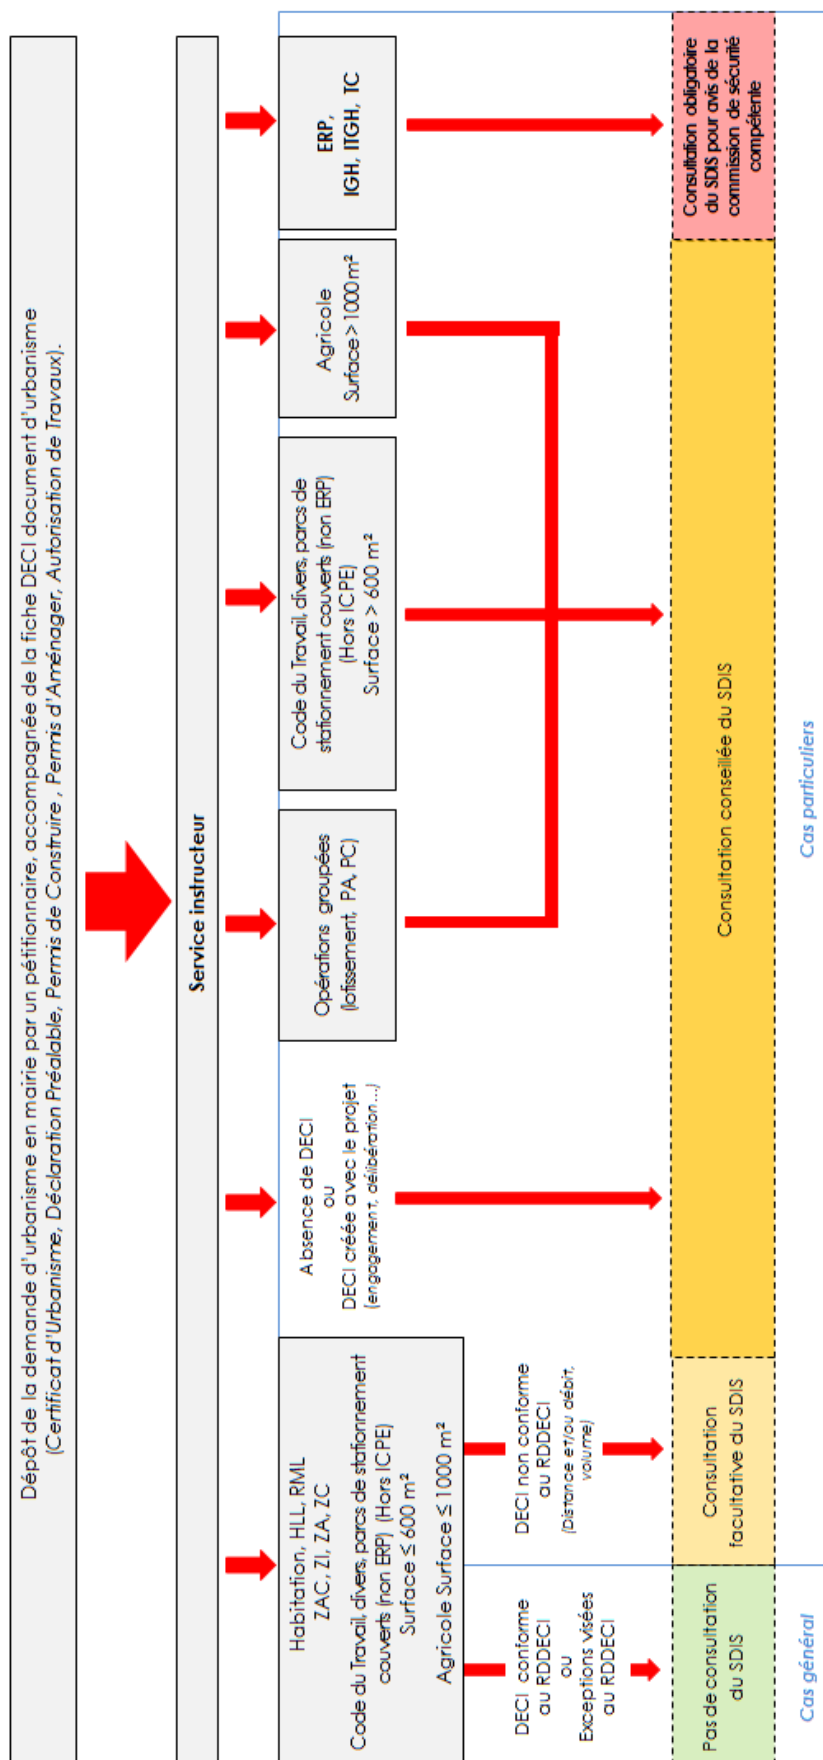 Dépôt de la demande d'urbanisme en mairie par un pétitionnaire, accompagnée de la fiche DECI document d'urbanisme
(Certificat d'Urbanisme, Déclaration Préalable, Permis de Construire , Permis d'Aménager, Autorisation de Travaux).
Service instructeur
Habitation, HLL, RML
ZAC, ZI, ZA, ZC
Code du Travail, divers, parcs de stationnement
couverts (non ERP) (Hors ICPE)
Surface ≤ 600 m²
Agricole Surface ≤ 1000 m²
Absence de DECI
ou
DECI créée avec le projet
(engagement, délibération...)
Opérations groupées
(lotissement, PA, PC)
Code du Travail, divers, parcs de
stationnement couverts (non ERP)
(Hors ICPE)
Surface > 600 m²
Agricole
Surface > 1000 m²
ERP,
IGH, ITGH, TC
DECI conforme
au RDDECI
ou
Exceptions visées
au RDDECI
DECI non conforme
au RDDECI
(Distance et/ou débit,
volume)
Pas de consultation
du SDIS
Consultation
facultative du SDIS
Consultation conseillée du SDIS
Consultation obligatoire
du SDIS pour avis de la
commission de sécurité
compétente
Cas général
Cas particuliers